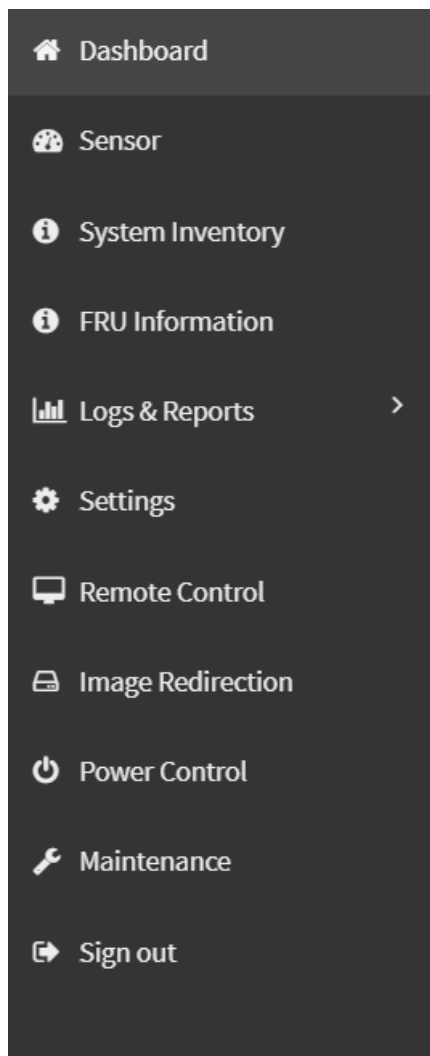 Dashboard
Sensor
System Inventory
FRU Information
Logs & Reports
Settings
Remote Control
Image Redirection
Power Control
Maintenance
Sign out